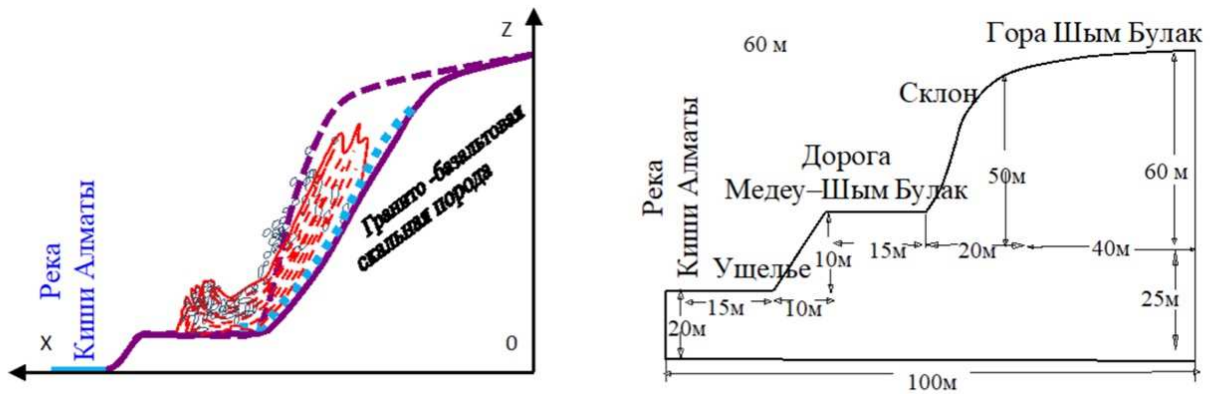 Z
Река
Киши Алматы
Гранито -базальтовая
скальная порода
X
0
60 м
Гора Шым Булак
Склон
Дорога
Медеу–Шым Булак
Река
Киши Алматы
Ущелье
50м
60 м
10м
15м
20м
40м
15м
10м
20м
25м
100м